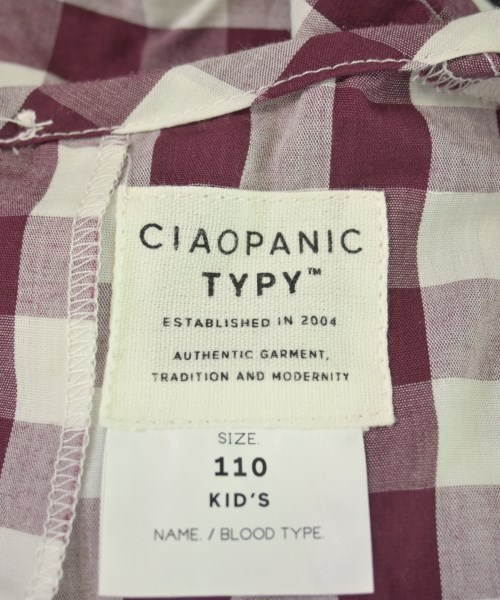 CIAOPANIC
TYPY™
ESTABLISHED IN 2004
AUTHENTIC GARMENT,
TRADITION AND MODERNITY
SIZE.
110
KID'S
NAME. / BLOOD TYPE.